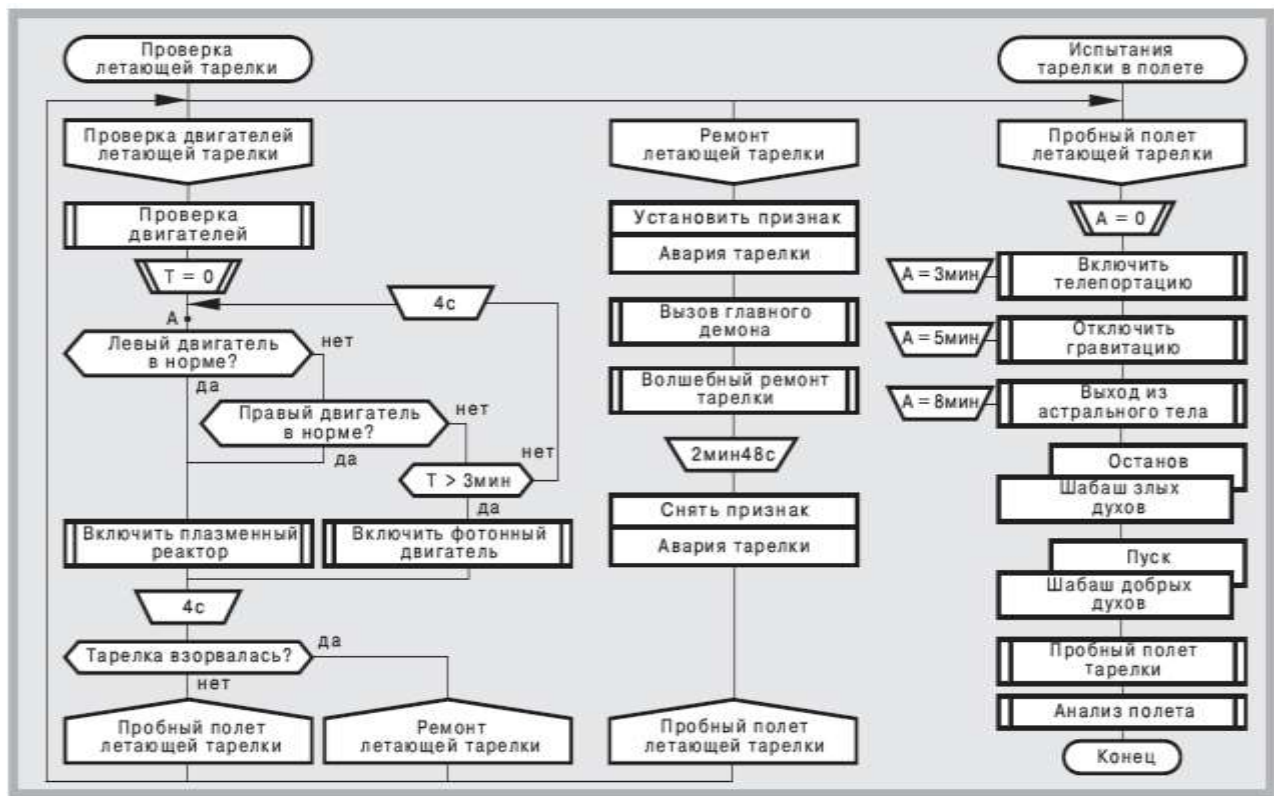 Проверка
летающей тарелки
Проверка двигателей
летающей тарелки
Проверка
двигателей
T = 0
4с
A
Левый двигатель
в норме?
нет
да
Правый двигатель
в норме?
нет
да
T > 3мин
нет
да
Включить плазменный
реактор
Включить фотонный
двигатель
4с
Тарелка взорвалась?
да
нет
Пробный полет
летающей тарелки
Ремонт
летающей тарелки
Ремонт
летающей тарелки
Установить признак
Авария тарелки
Вызов главного
демона
Волшебный ремонт
тарелки
2мин48с
Снять признак
Авария тарелки
Пробный полет
летающей тарелки
Испытания
тарелки в полете
Пробный полет
летающей тарелки
A = 0
A = 3мин
Включить
телепортацию
A = 5мин
Отключить
гравитацию
A = 8мин
Выход из
астрального тела
Останов
Шабаш злых
духов
Пуск
Шабаш добрых
духов
Пробный полет
тарелки
Анализ полета
Конец